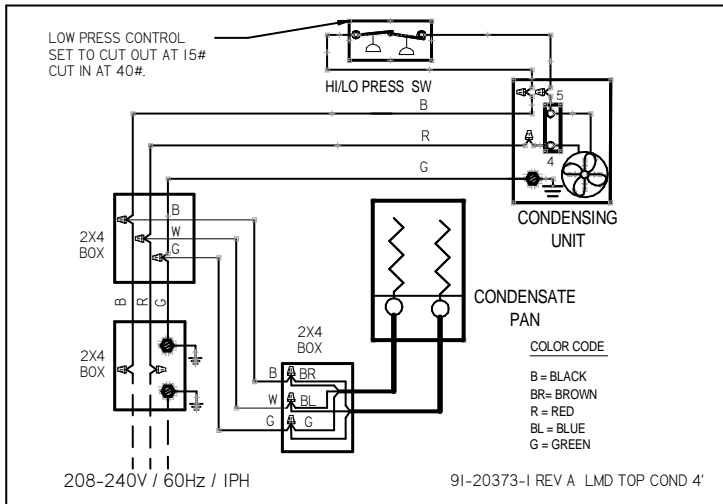 LOW PRESS CONTROL
SET TO CUT OUT AT 15#
CUT IN AT 40#.
HI/LO PRESS SW
B
5
R
4
G
CONDENSING
UNIT
B
W
G
2X4
BOX
B
R
G
CONDENSATE
PAN
2X4
BOX
2X4
BOX
B
BR
W
BL
G
G
COLOR CODE
B = BLACK
BR= BROWN
R = RED
BL = BLUE
G = GREEN
208-240V / 60Hz / 1PH
91-20373-1 REV A LMD TOP COND 4'